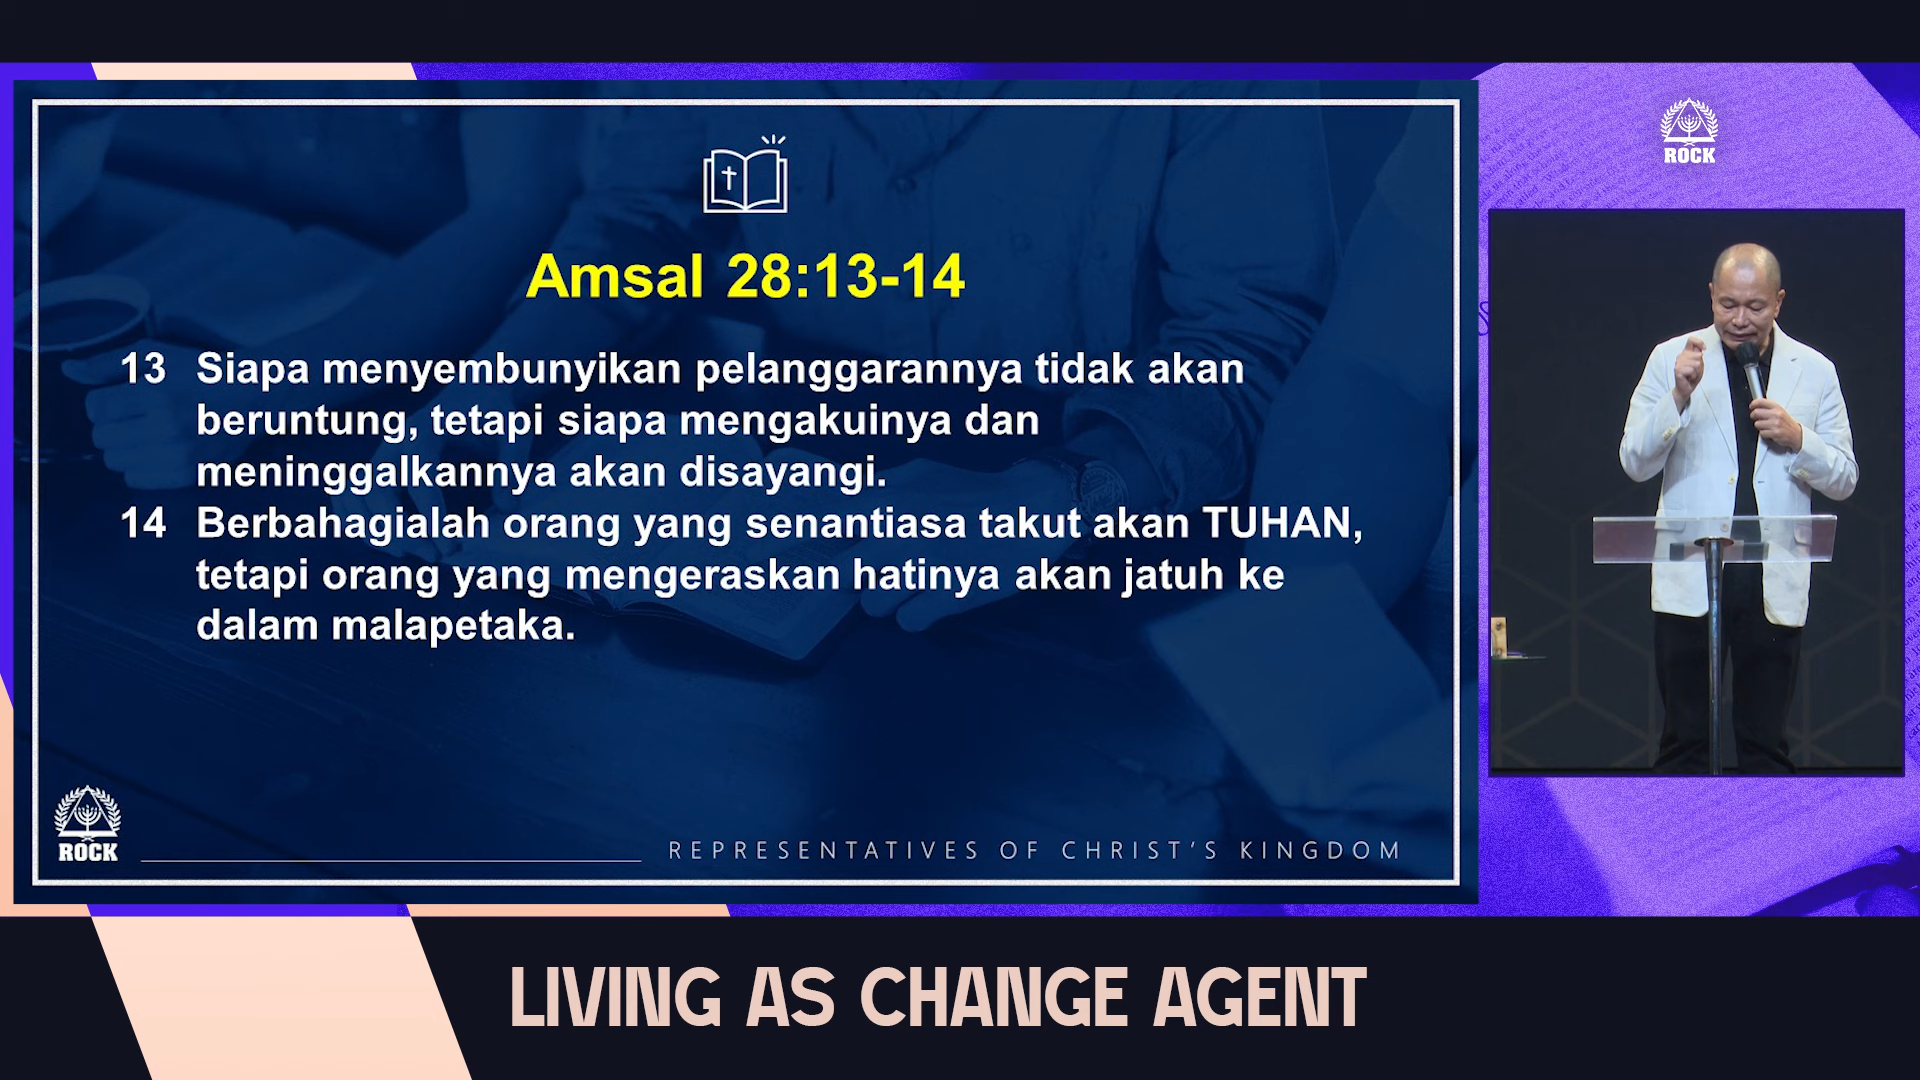 ROCK
Amsal 28:13-14
13 Siapa menyembunyikan pelanggarannya tidak akan
beruntung, tetapi siapa mengakuinya dan
meninggalkannya akan disayangi.
14 Berbahagialah orang yang senantiasa takut akan TUHAN,
tetapi orang yang mengeraskan hatinya akan jatuh ke
dalam malapetaka.
ROCK
REPRESENTATIVES OF CHRIST'S KINGDOM
LIVING AS CHANGE AGENT